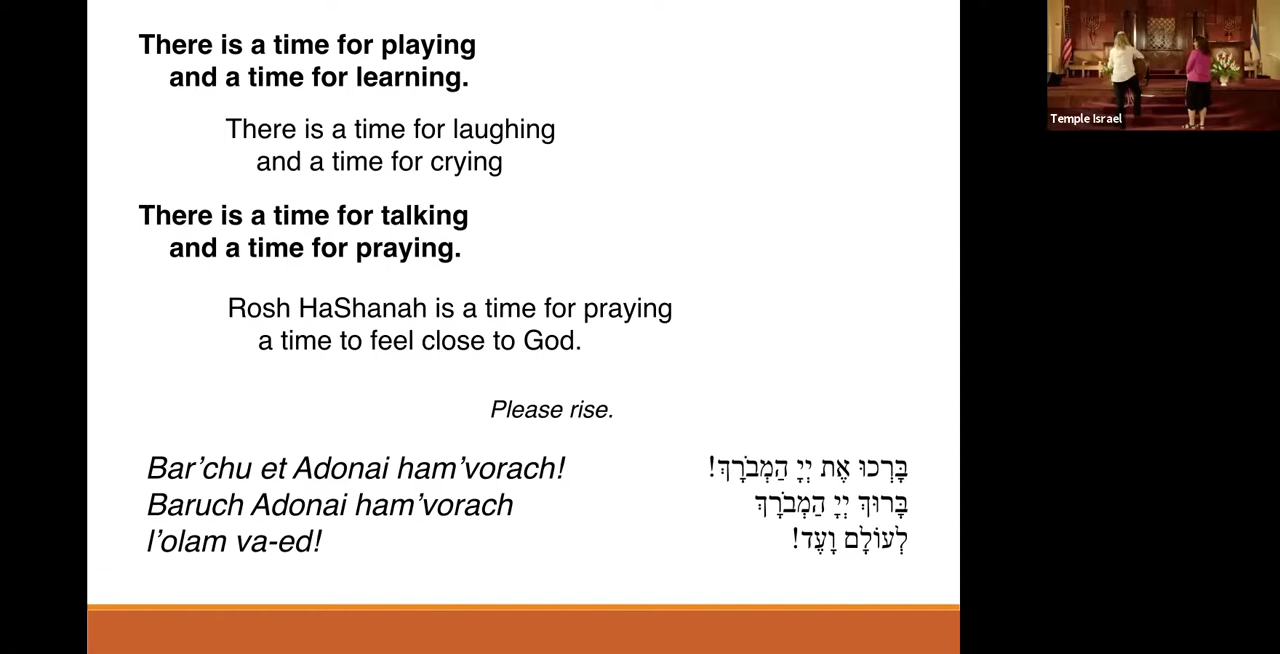 There is a time for playing
and a time for learning.
There is a time for laughing
and a time for crying
There is a time for talking
and a time for praying.
Rosh HaShanah is a time for praying
a time to feel close to God.
Please rise.
Bar’chu et Adonai ham’vorach!
Baruch Adonai ham’vorach
l’olam va-ed!
בָּרְכוּ אֶת יְיָ הַמְבֹרָךְ!
בָּרוּךְ יְיָ הַמְבֹרָךְ
לְעוֹלָם וָעֶד!
Temple Israel